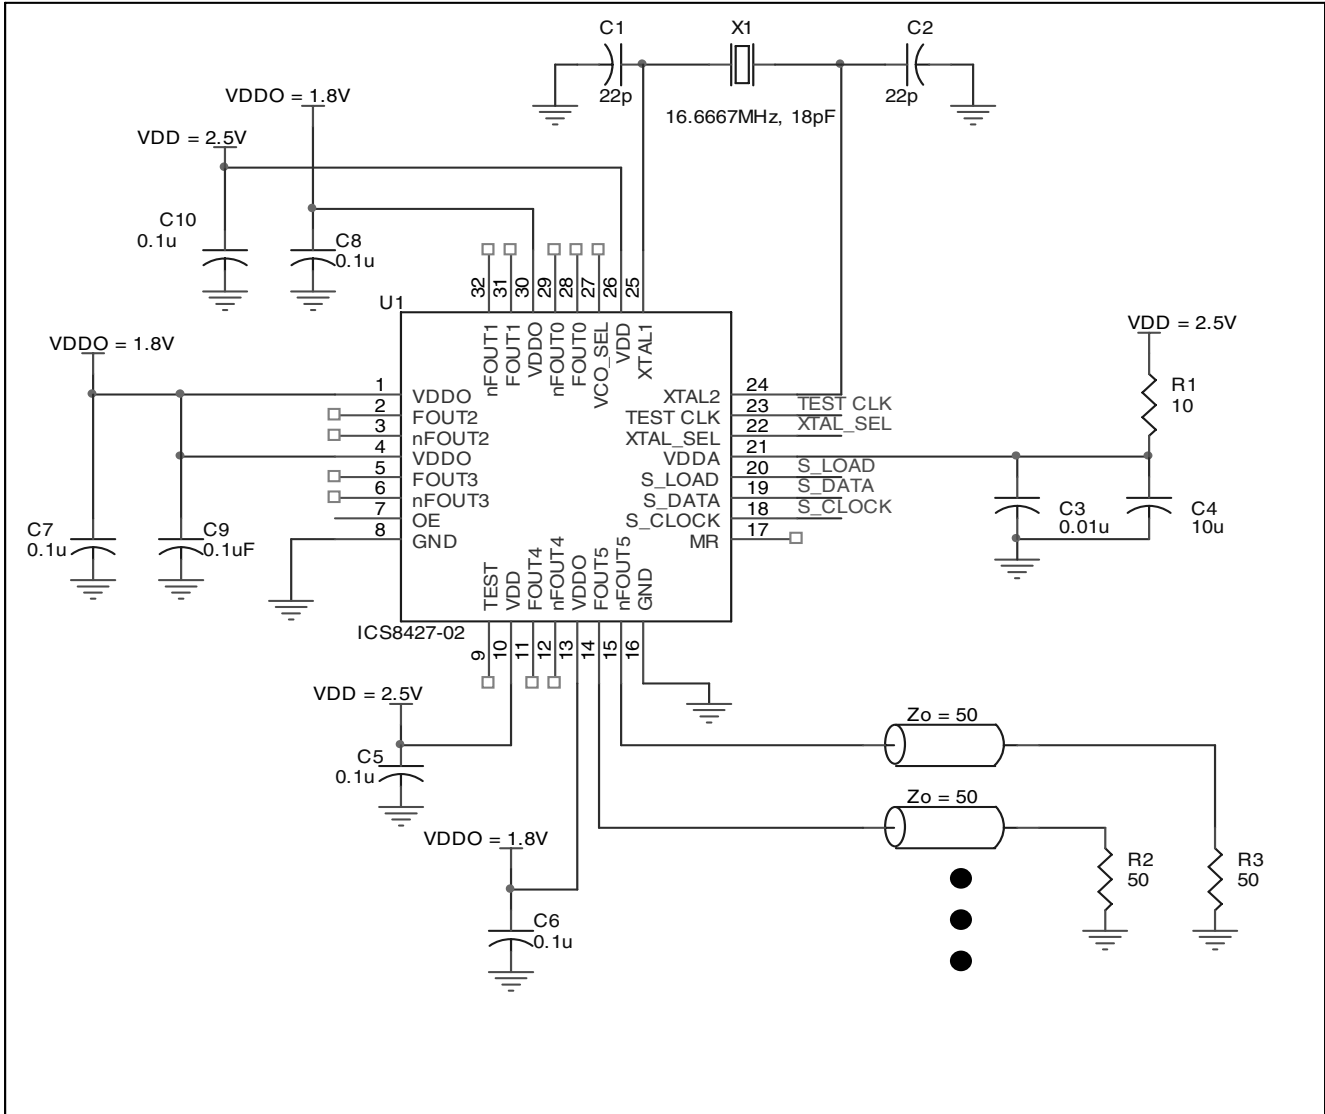 C1
X1
C2
22p
22p
16.6667MHz, 18pF
VDDO = 1.8V
VDD = 2.5V
C10
0.1u
C8
0.1u
32
31
30
29
28
27
26
25
U1
nFOUT1
FOUT1
VDDO
nFOUT0
FOUT0
VCO_SEL
VDD
XTAL1
VDDO = 1.8V
VDD = 2.5V
R1
10
1
VDDO
2
FOUT2
3
nFOUT2
4
VDDO
5
FOUT3
6
nFOUT3
7
OE
8
GND
XTAL2
24
TEST CLK
23
TEST CLK
XTAL_SEL
22
XTAL_SEL
VDDA
21
S_LOAD
20
S_LOAD
S_DATA
19
S_DATA
S_CLOCK
18
S_CLOCK
MR
17
C7
0.1u
C9
0.1uF
C3
0.01u
C4
10u
TEST
VDD
FOUT4
nFOUT4
VDDO
FOUT5
nFOUT5
GND
ICS8427-02
9
10
11
12
13
14
15
16
VDD = 2.5V
C5
0.1u
Zo = 50
Zo = 50
VDDO = 1.8V
C6
0.1u
R2
50
R3
50